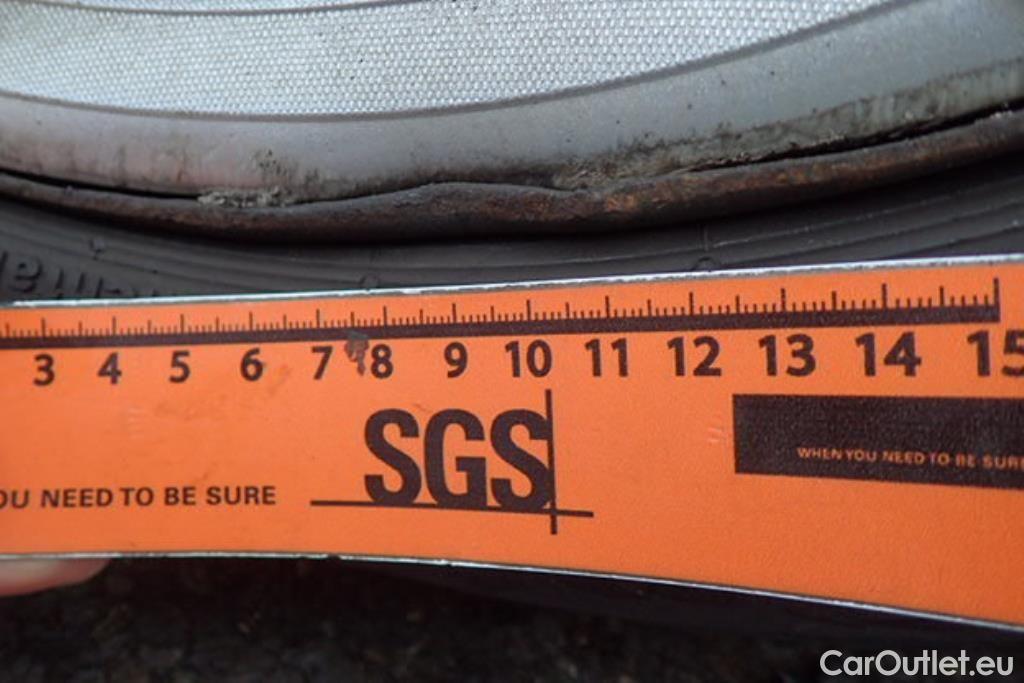 3 4 5 6 7 8 9 10 11 12 13 14 15
SGS
WHEN YOU NEED TO BE SURE
OU NEED TO BE SURE
CarOutlet.eu